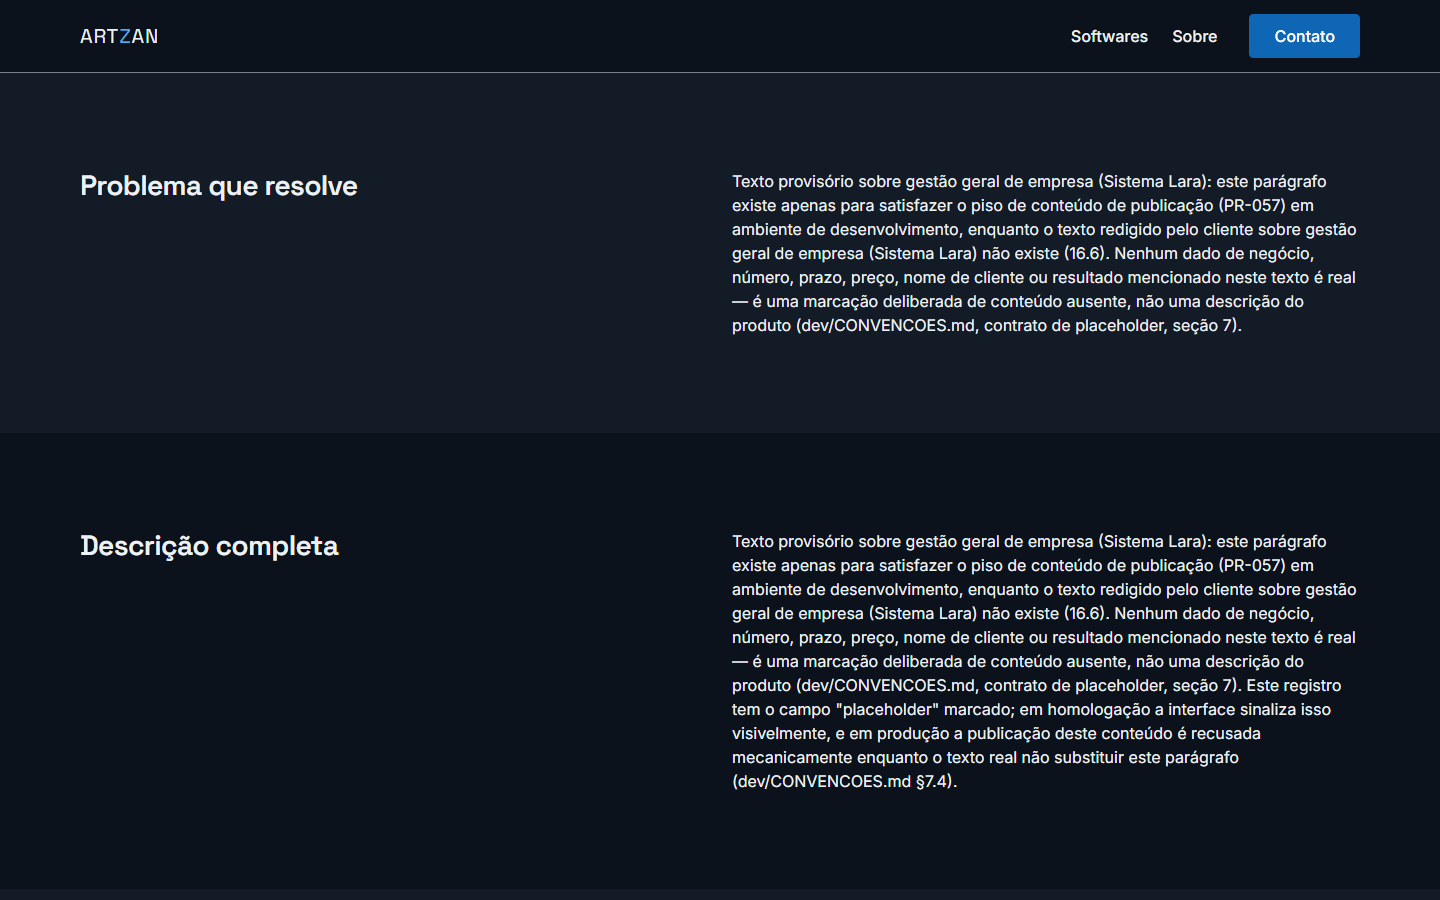 ARTZAN
Softwares
Sobre
Contato
Problema que resolve
Texto provisório sobre gestão geral de empresa (Sistema Lara): este parágrafo
existe apenas para satisfazer o piso de conteúdo de publicação (PR-057) em
ambiente de desenvolvimento, enquanto o texto redigido pelo cliente sobre gestão
geral de empresa (Sistema Lara) não existe (16.6). Nenhum dado de negócio,
número, prazo, preço, nome de cliente ou resultado mencionado neste texto é real
— é uma marcação deliberada de conteúdo ausente, não uma descrição do
produto (dev/CONVENCOES.md, contrato de placeholder, seção 7).
Descrição completa
Texto provisório sobre gestão geral de empresa (Sistema Lara): este parágrafo
existe apenas para satisfazer o piso de conteúdo de publicação (PR-057) em
ambiente de desenvolvimento, enquanto o texto redigido pelo cliente sobre gestão
geral de empresa (Sistema Lara) não existe (16.6). Nenhum dado de negócio,
número, prazo, preço, nome de cliente ou resultado mencionado neste texto é real
— é uma marcação deliberada de conteúdo ausente, não uma descrição do
produto (dev/CONVENCOES.md, contrato de placeholder, seção 7). Este registro
tem o campo "placeholder" marcado; em homologação a interface sinaliza isso
visivelmente, e em produção a publicação deste conteúdo é recusada
mecanicamente enquanto o texto real não substituir este parágrafo
(dev/CONVENCOES.md §7.4).